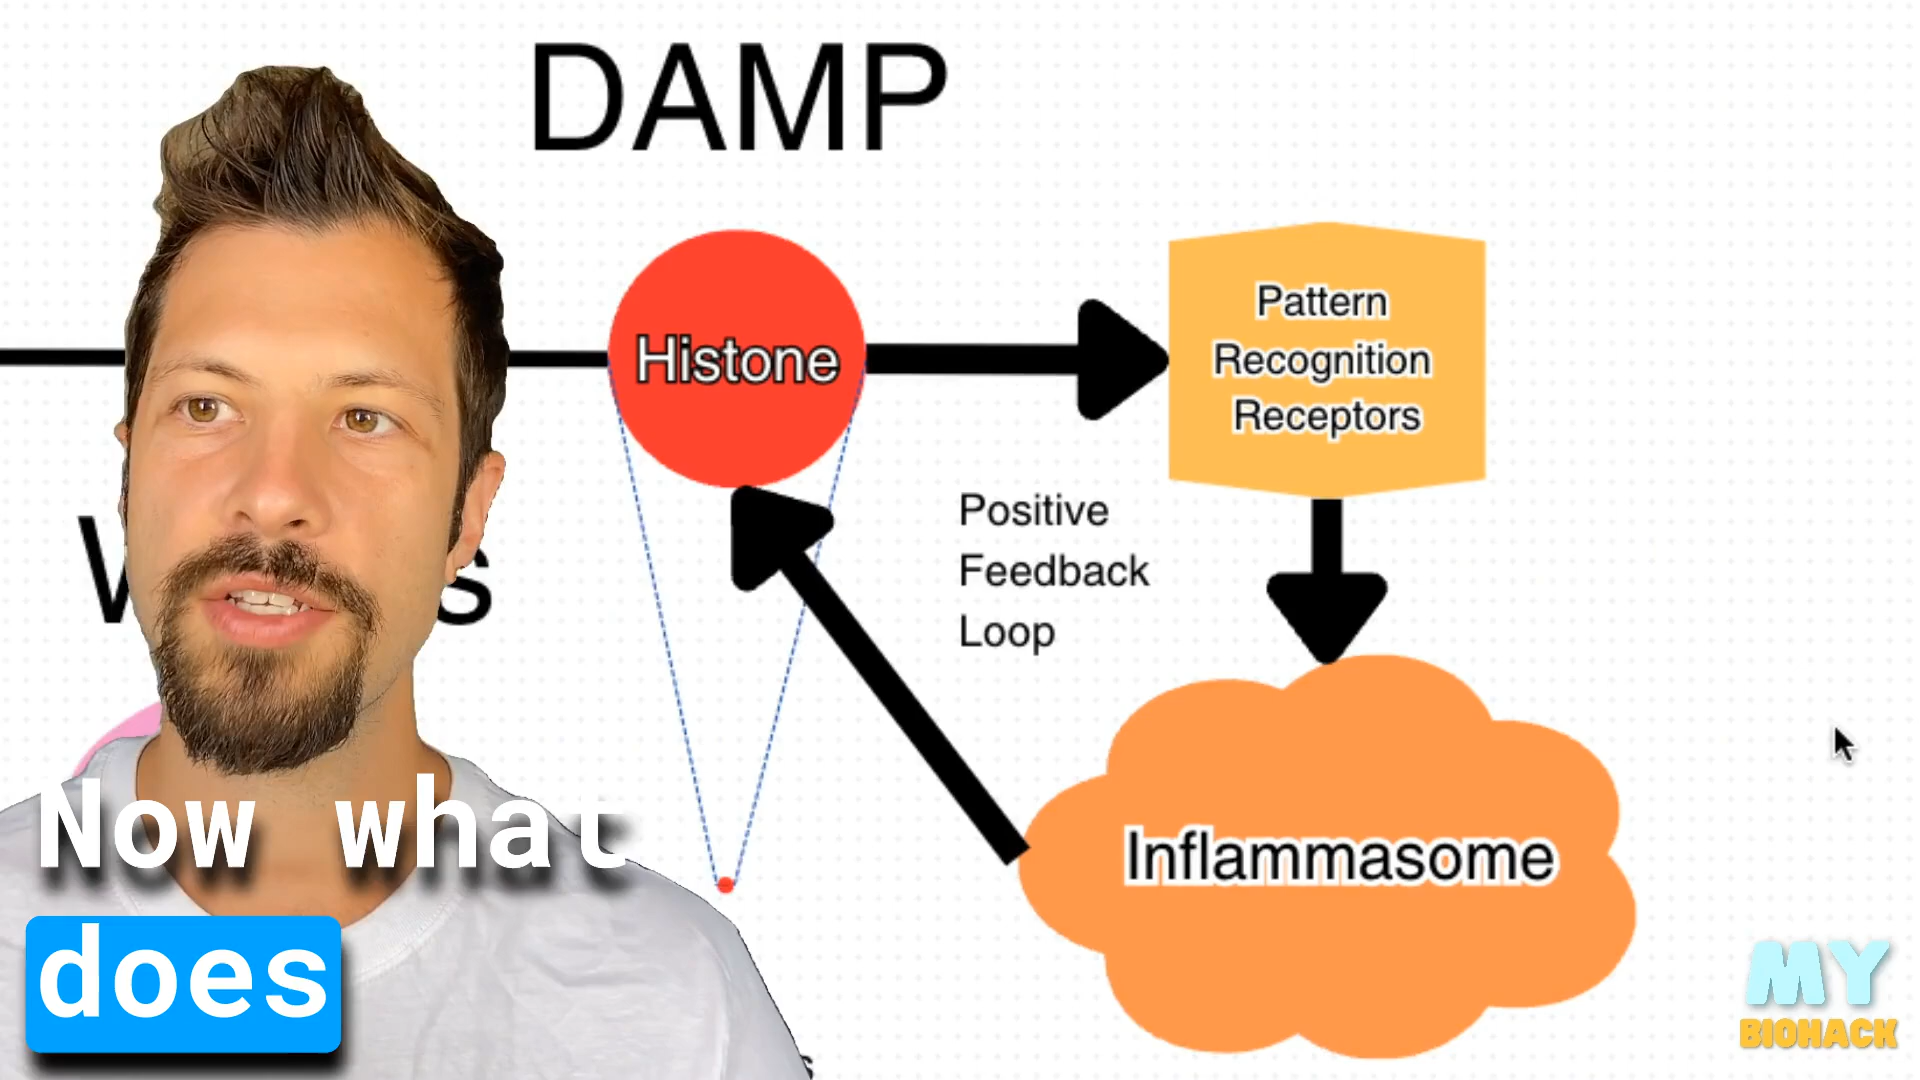 DAMP
Histone
Pattern
Recognition
Receptors
Positive
Feedback
Loop
Inflammasome
Now what
does
MY
BIOHACK